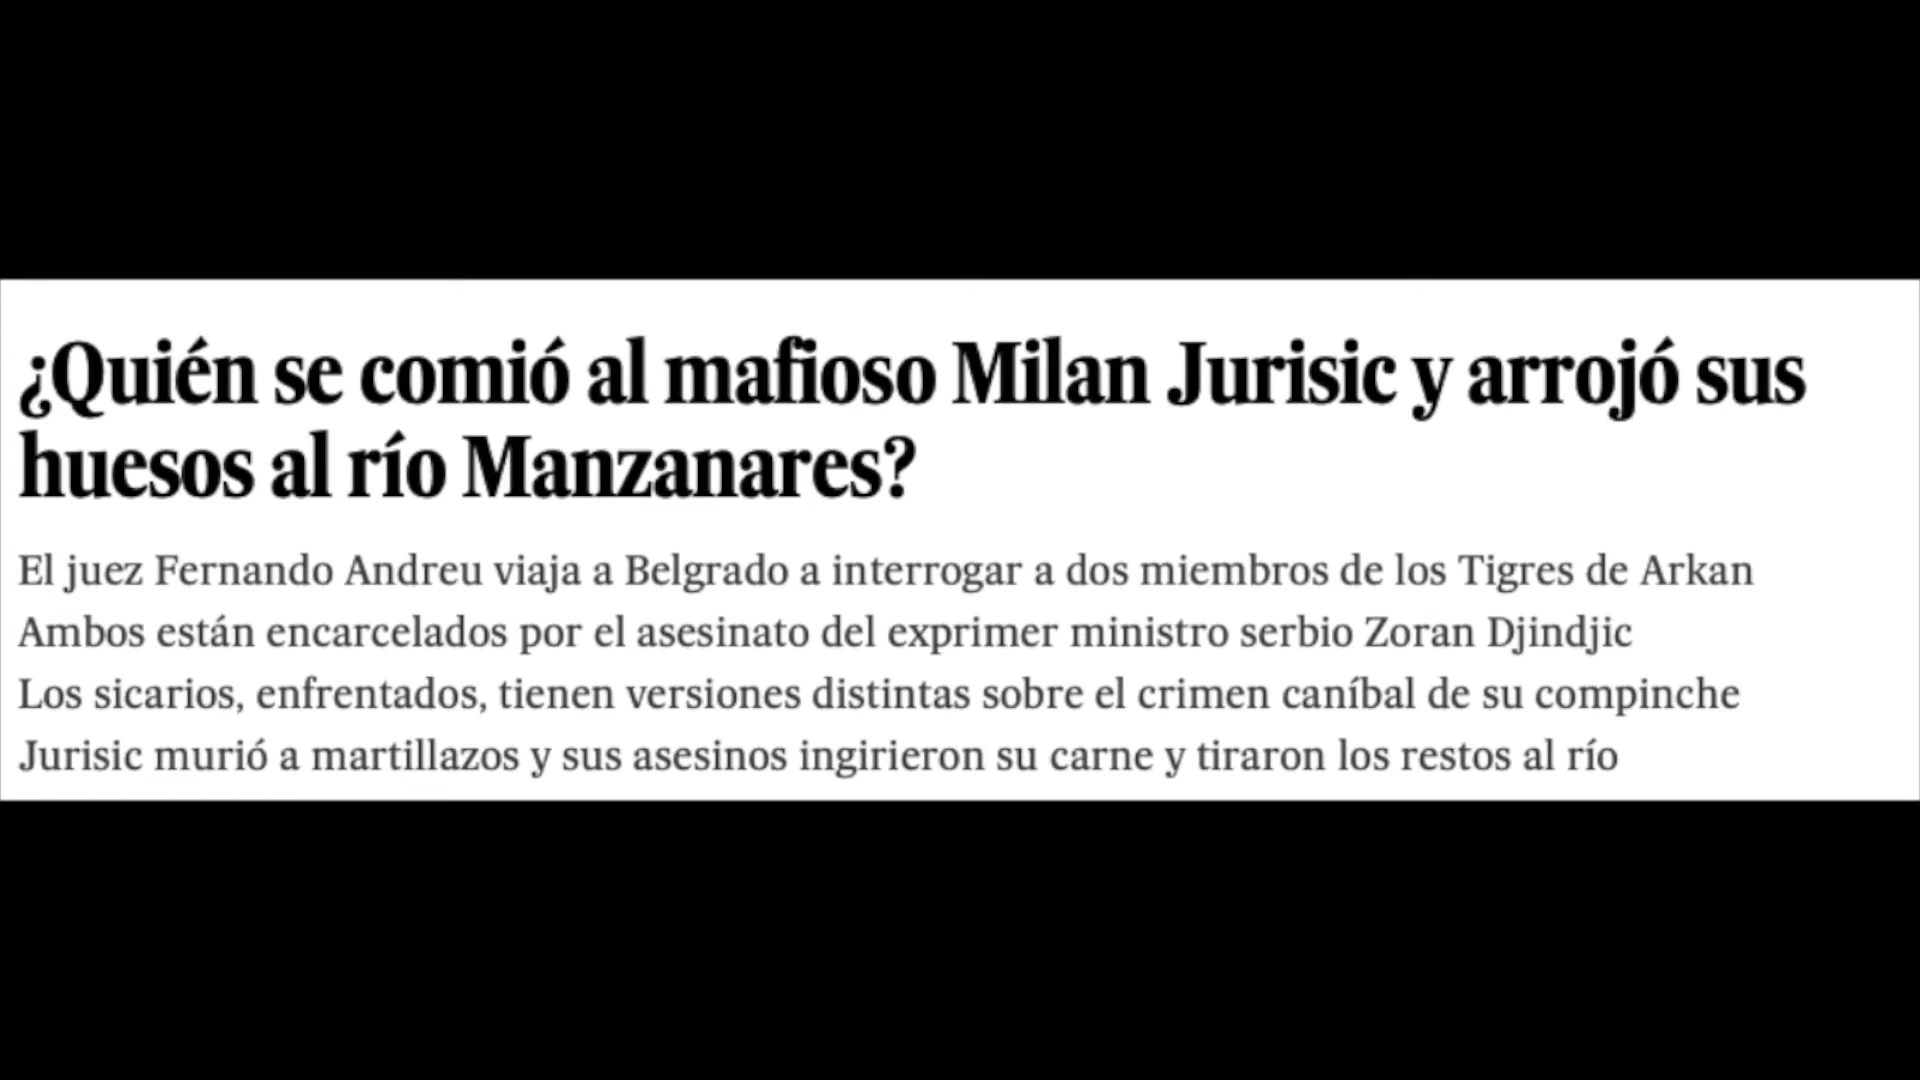 ¿Quién se comió al mafioso Milan Jurisic y arrojó sus
huesos al río Manzanares?
El juez Fernando Andreu viaja a Belgrado a interrogar a dos miembros de los Tigres de Arkan
Ambos están encarcelados por el asesinato del exprimer ministro serbio Zoran Djindjic
Los sicarios, enfrentados, tienen versiones distintas sobre el crimen caníbal de su compinche
Jurisic murió a martillazos y sus asesinos ingirieron su carne y tiraron los restos al río